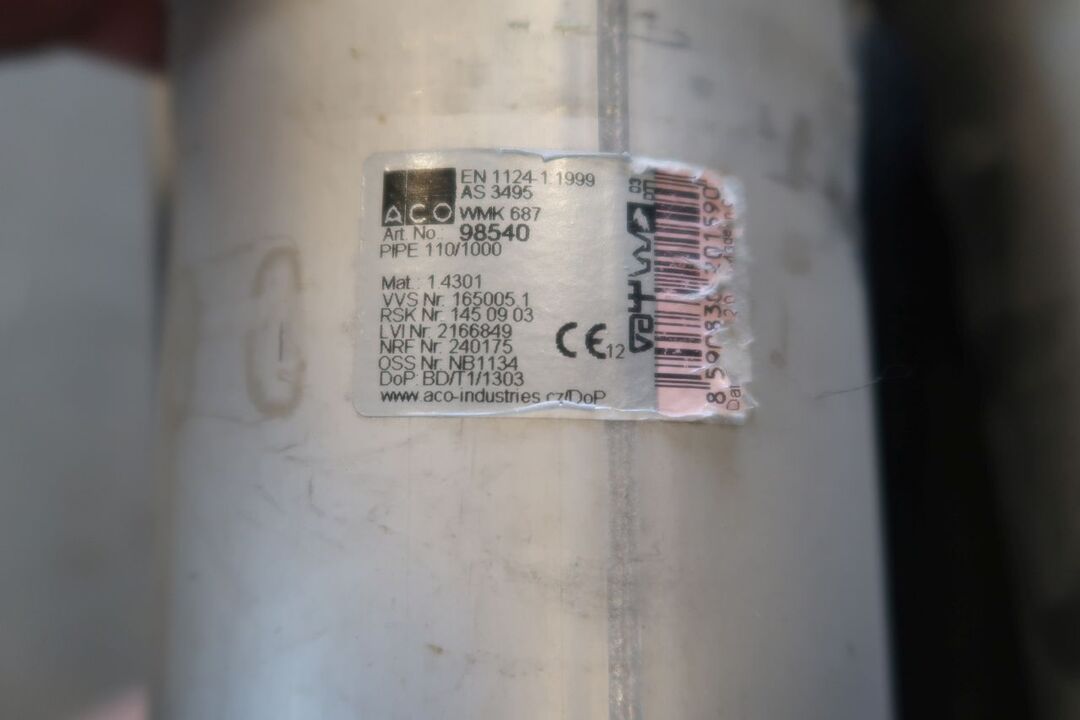 EN 1124-1:1999
AS 3495
ACO WMK 687
Art. No.: 98540
PIPE 110/1000
Mat.: 1.4301
VVS Nr. 165005.1
RSK Nr. 145 09 03
LVI Nr. 2166849
NRF Nr. 240175
OSS Nr. NB1134
DoP: BD/T1/1303
www.aco-industries.cz/DoP
CE 12